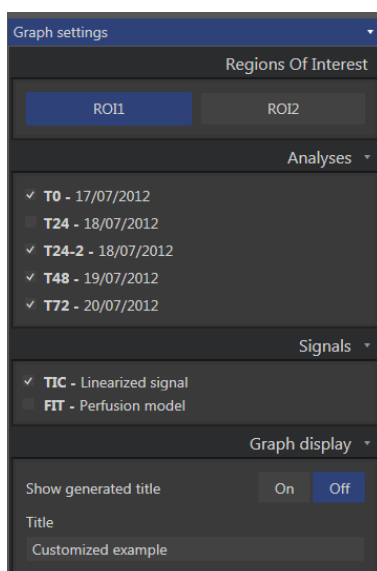 Graph settings
Regions Of Interest
ROI1 ROI2
Analyses
T0 - 17/07/2012
T24 - 18/07/2012
T24-2 - 18/07/2012
T48 - 19/07/2012
T72 - 20/07/2012
Signals
TIC - Linearized signal
FIT - Perfusion model
Graph display
Show generated title On Off
Title
Customized example